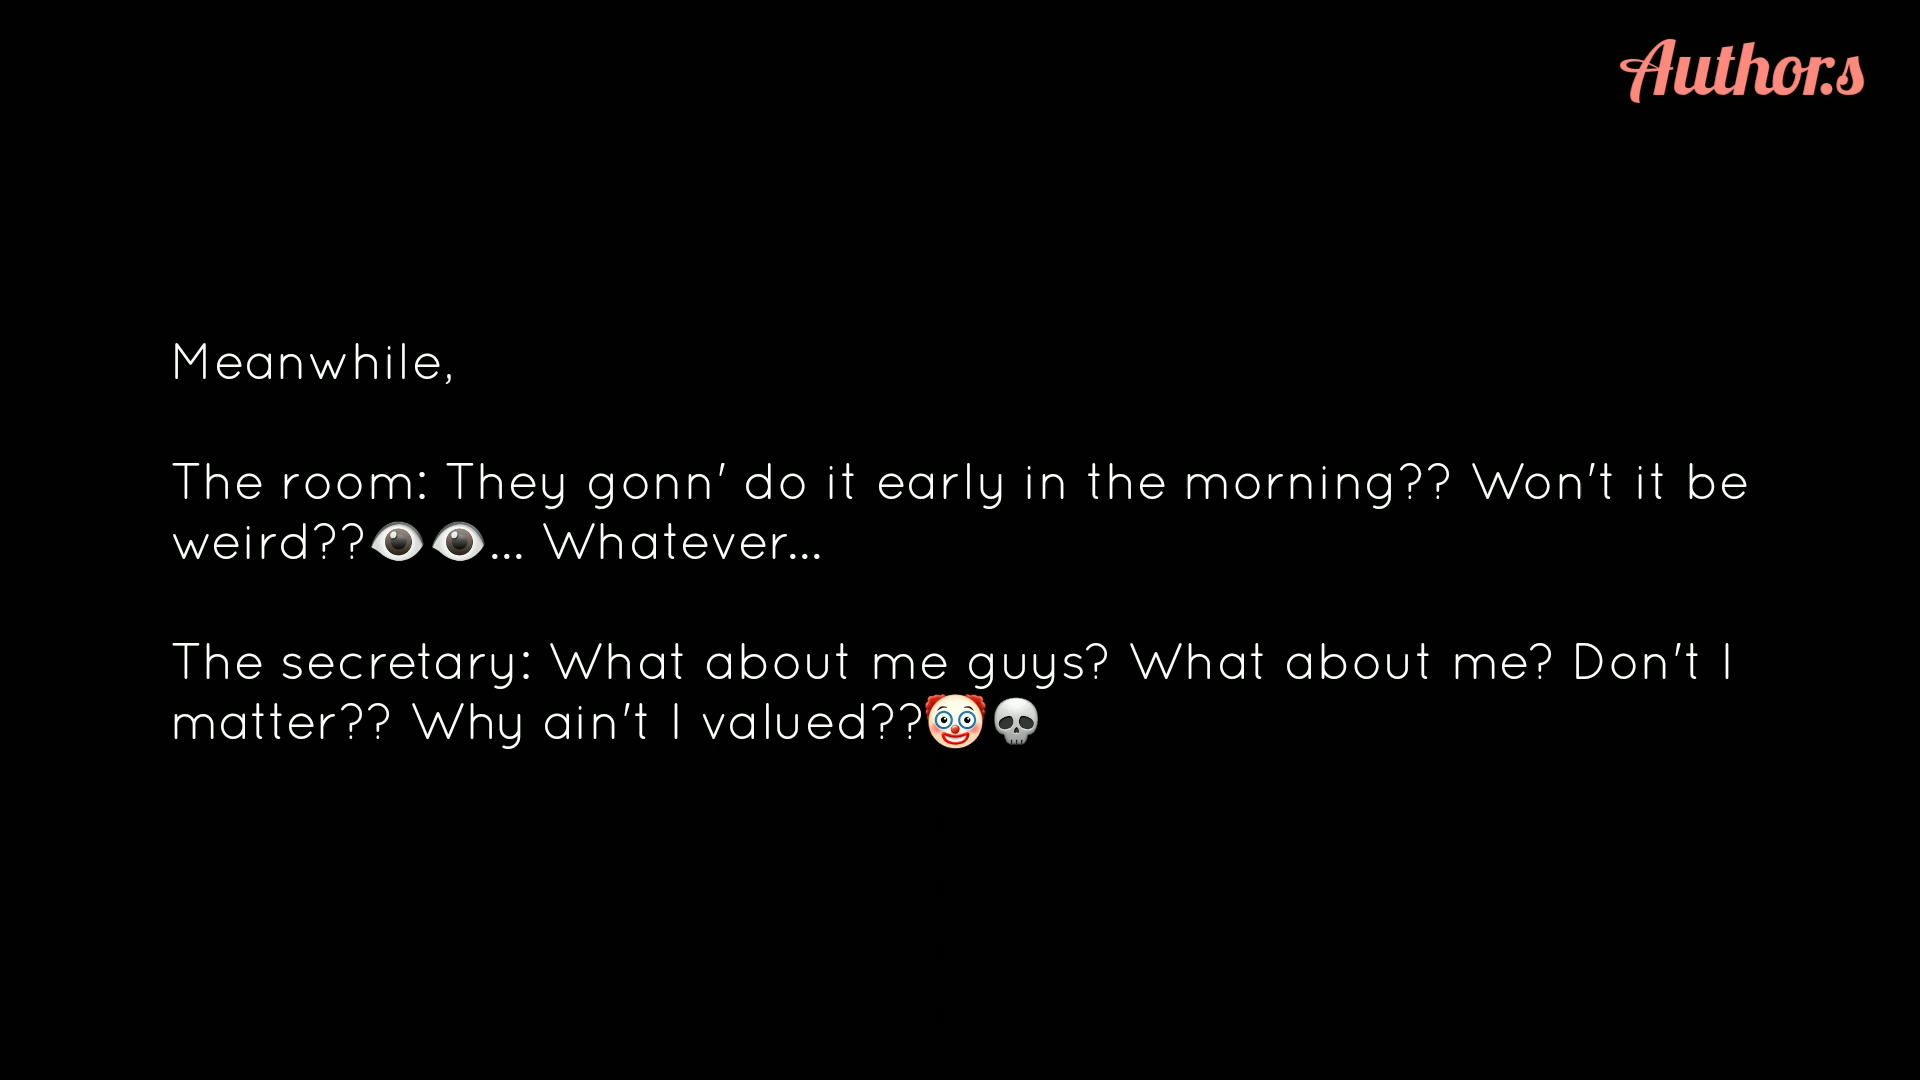 Author.s
Meanwhile,
The room: They gonn' do it early in the morning?? Won't it be
weird??👁️👁️... Whatever...
The secretary: What about me guys? What about me? Don't I
matter?? Why ain't I valued??🤡💀